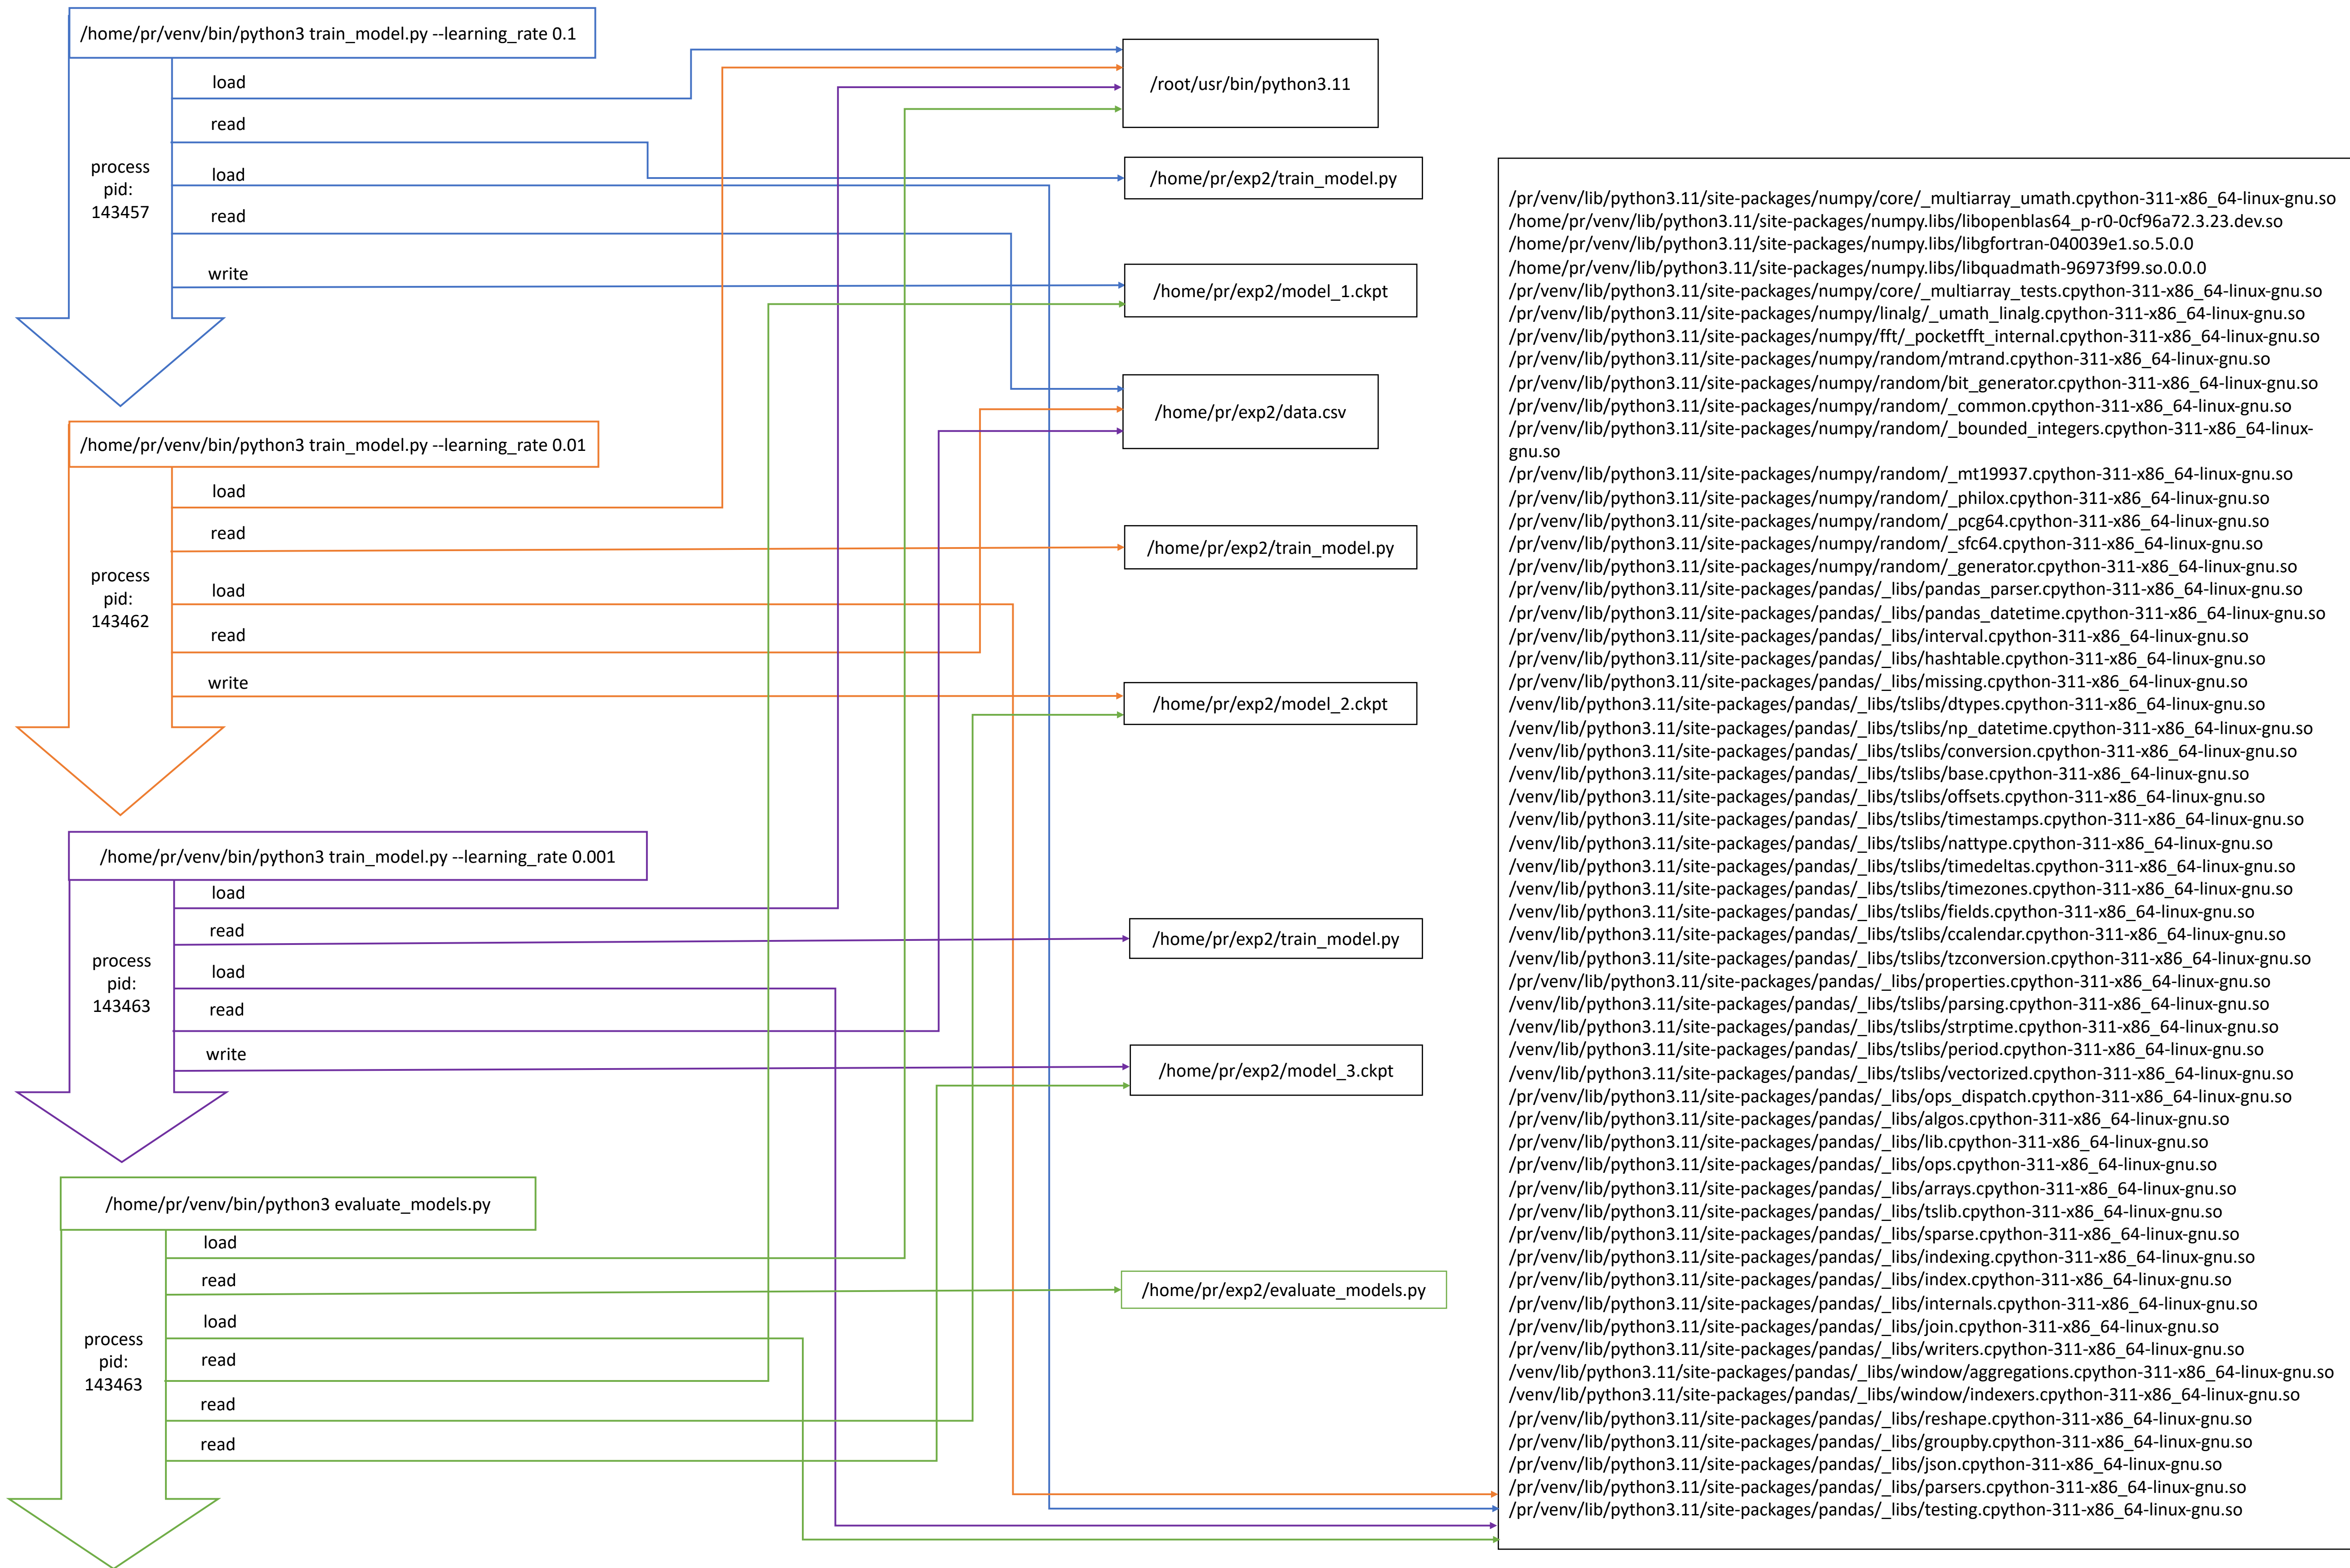 /home/pr/venv/bin/python3 train_model.py --learning_rate 0.1
load
read
process
pid:
143457
load
read
write
/home/pr/venv/bin/python3 train_model.py --learning_rate 0.01
load
read
process
pid:
143462
load
read
write
/home/pr/venv/bin/python3 train_model.py --learning_rate 0.001
load
read
process
pid:
143463
load
read
write
/home/pr/venv/bin/python3 evaluate_models.py
load
read
load
process
pid:
143463
read
read
read
/root/usr/bin/python3.11
/home/pr/exp2/train_model.py
/home/pr/exp2/model_1.ckpt
/home/pr/exp2/data.csv
/home/pr/exp2/train_model.py
/home/pr/exp2/model_2.ckpt
/home/pr/exp2/train_model.py
/home/pr/exp2/model_3.ckpt
/home/pr/exp2/evaluate_models.py
/pr/venv/lib/python3.11/site-packages/numpy/core/_multiarray_umath.cpython-311-x86_64-linux-gnu.so
/home/pr/venv/lib/python3.11/site-packages/numpy.libs/libopenblas64_p-r0-0cf96a72.3.23.dev.so
/home/pr/venv/lib/python3.11/site-packages/numpy.libs/libgfortran-040039e1.so.5.0.0
/home/pr/venv/lib/python3.11/site-packages/numpy.libs/libquadmath-96973f99.so.0.0.0
/pr/venv/lib/python3.11/site-packages/numpy/core/_multiarray_tests.cpython-311-x86_64-linux-gnu.so
/pr/venv/lib/python3.11/site-packages/numpy/linalg/_umath_linalg.cpython-311-x86_64-linux-gnu.so
/pr/venv/lib/python3.11/site-packages/numpy/fft/_pocketfft_internal.cpython-311-x86_64-linux-gnu.so
/pr/venv/lib/python3.11/site-packages/numpy/random/mtrand.cpython-311-x86_64-linux-gnu.so
/pr/venv/lib/python3.11/site-packages/numpy/random/bit_generator.cpython-311-x86_64-linux-gnu.so
/pr/venv/lib/python3.11/site-packages/numpy/random/_common.cpython-311-x86_64-linux-gnu.so
/pr/venv/lib/python3.11/site-packages/numpy/random/_bounded_integers.cpython-311-x86_64-linux-
gnu.so
/pr/venv/lib/python3.11/site-packages/numpy/random/_mt19937.cpython-311-x86_64-linux-gnu.so
/pr/venv/lib/python3.11/site-packages/numpy/random/_philox.cpython-311-x86_64-linux-gnu.so
/pr/venv/lib/python3.11/site-packages/numpy/random/_pcg64.cpython-311-x86_64-linux-gnu.so
/pr/venv/lib/python3.11/site-packages/numpy/random/_sfc64.cpython-311-x86_64-linux-gnu.so
/pr/venv/lib/python3.11/site-packages/numpy/random/_generator.cpython-311-x86_64-linux-gnu.so
/pr/venv/lib/python3.11/site-packages/pandas/_libs/pandas_parser.cpython-311-x86_64-linux-gnu.so
/pr/venv/lib/python3.11/site-packages/pandas/_libs/pandas_datetime.cpython-311-x86_64-linux-gnu.so
/pr/venv/lib/python3.11/site-packages/pandas/_libs/interval.cpython-311-x86_64-linux-gnu.so
/pr/venv/lib/python3.11/site-packages/pandas/_libs/hashtable.cpython-311-x86_64-linux-gnu.so
/pr/venv/lib/python3.11/site-packages/pandas/_libs/missing.cpython-311-x86_64-linux-gnu.so
/venv/lib/python3.11/site-packages/pandas/_libs/tslibs/dtypes.cpython-311-x86_64-linux-gnu.so
/venv/lib/python3.11/site-packages/pandas/_libs/tslibs/np_datetime.cpython-311-x86_64-linux-gnu.so
/venv/lib/python3.11/site-packages/pandas/_libs/tslibs/conversion.cpython-311-x86_64-linux-gnu.so
/venv/lib/python3.11/site-packages/pandas/_libs/tslibs/base.cpython-311-x86_64-linux-gnu.so
/venv/lib/python3.11/site-packages/pandas/_libs/tslibs/offsets.cpython-311-x86_64-linux-gnu.so
/venv/lib/python3.11/site-packages/pandas/_libs/tslibs/timestamps.cpython-311-x86_64-linux-gnu.so
/venv/lib/python3.11/site-packages/pandas/_libs/tslibs/nattype.cpython-311-x86_64-linux-gnu.so
/venv/lib/python3.11/site-packages/pandas/_libs/tslibs/timedeltas.cpython-311-x86_64-linux-gnu.so
/venv/lib/python3.11/site-packages/pandas/_libs/tslibs/timezones.cpython-311-x86_64-linux-gnu.so
/venv/lib/python3.11/site-packages/pandas/_libs/tslibs/fields.cpython-311-x86_64-linux-gnu.so
/venv/lib/python3.11/site-packages/pandas/_libs/tslibs/ccalendar.cpython-311-x86_64-linux-gnu.so
/venv/lib/python3.11/site-packages/pandas/_libs/tslibs/tzconversion.cpython-311-x86_64-linux-gnu.so
/pr/venv/lib/python3.11/site-packages/pandas/_libs/properties.cpython-311-x86_64-linux-gnu.so
/venv/lib/python3.11/site-packages/pandas/_libs/tslibs/parsing.cpython-311-x86_64-linux-gnu.so
/venv/lib/python3.11/site-packages/pandas/_libs/tslibs/strptime.cpython-311-x86_64-linux-gnu.so
/venv/lib/python3.11/site-packages/pandas/_libs/tslibs/period.cpython-311-x86_64-linux-gnu.so
/venv/lib/python3.11/site-packages/pandas/_libs/tslibs/vectorized.cpython-311-x86_64-linux-gnu.so
/pr/venv/lib/python3.11/site-packages/pandas/_libs/ops_dispatch.cpython-311-x86_64-linux-gnu.so
/pr/venv/lib/python3.11/site-packages/pandas/_libs/algos.cpython-311-x86_64-linux-gnu.so
/pr/venv/lib/python3.11/site-packages/pandas/_libs/lib.cpython-311-x86_64-linux-gnu.so
/pr/venv/lib/python3.11/site-packages/pandas/_libs/ops.cpython-311-x86_64-linux-gnu.so
/pr/venv/lib/python3.11/site-packages/pandas/_libs/arrays.cpython-311-x86_64-linux-gnu.so
/pr/venv/lib/python3.11/site-packages/pandas/_libs/tslib.cpython-311-x86_64-linux-gnu.so
/pr/venv/lib/python3.11/site-packages/pandas/_libs/sparse.cpython-311-x86_64-linux-gnu.so
/pr/venv/lib/python3.11/site-packages/pandas/_libs/indexing.cpython-311-x86_64-linux-gnu.so
/pr/venv/lib/python3.11/site-packages/pandas/_libs/index.cpython-311-x86_64-linux-gnu.so
/pr/venv/lib/python3.11/site-packages/pandas/_libs/internals.cpython-311-x86_64-linux-gnu.so
/pr/venv/lib/python3.11/site-packages/pandas/_libs/join.cpython-311-x86_64-linux-gnu.so
/pr/venv/lib/python3.11/site-packages/pandas/_libs/writers.cpython-311-x86_64-linux-gnu.so
/venv/lib/python3.11/site-packages/pandas/_libs/window/aggregations.cpython-311-x86_64-linux-gnu.so
/venv/lib/python3.11/site-packages/pandas/_libs/window/indexers.cpython-311-x86_64-linux-gnu.so
/pr/venv/lib/python3.11/site-packages/pandas/_libs/reshape.cpython-311-x86_64-linux-gnu.so
/pr/venv/lib/python3.11/site-packages/pandas/_libs/groupby.cpython-311-x86_64-linux-gnu.so
/pr/venv/lib/python3.11/site-packages/pandas/_libs/json.cpython-311-x86_64-linux-gnu.so
/pr/venv/lib/python3.11/site-packages/pandas/_libs/parsers.cpython-311-x86_64-linux-gnu.so
/pr/venv/lib/python3.11/site-packages/pandas/_libs/testing.cpython-311-x86_64-linux-gnu.so